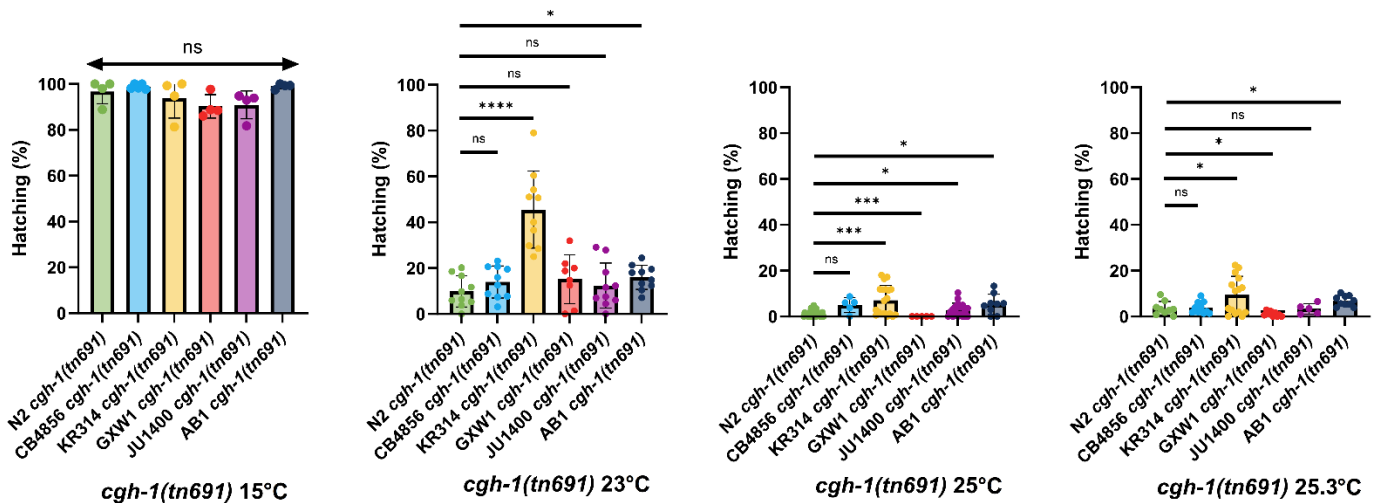 ns
Hatching (%)
100
80
60
40
20
0
N2 cgh-1(tn691)
CB4856 cgh-1(tn691)
KR314 cgh-1(tn691)
GXW1 cgh-1(tn691)
JU1400 cgh-1(tn691)
AB1 cgh-1(tn691)
cgh-1(tn691) 15°C
*
ns
ns
****
ns
Hatching (%)
100
80
60
40
20
0
N2 cgh-1(tn691)
CB4856 cgh-1(tn691)
KR314 cgh-1(tn691)
GXW1 cgh-1(tn691)
JU1400 cgh-1(tn691)
AB1 cgh-1(tn691)
cgh-1(tn691) 23°C
*
*
***
***
ns
Hatching (%)
100
80
60
40
20
0
N2 cgh-1(tn691)
CB4856 cgh-1(tn691)
KR314 cgh-1(tn691)
GXW1 cgh-1(tn691)
JU1400 cgh-1(tn691)
AB1 cgh-1(tn691)
cgh-1(tn691) 25°C
*
ns
*
*
ns
Hatching (%)
100
80
60
40
20
0
N2 cgh-1(tn691)
CB4856 cgh-1(tn691)
KR314 cgh-1(tn691)
GXW1 cgh-1(tn691)
JU1400 cgh-1(tn691)
AB1 cgh-1(tn691)
cgh-1(tn691) 25.3°C